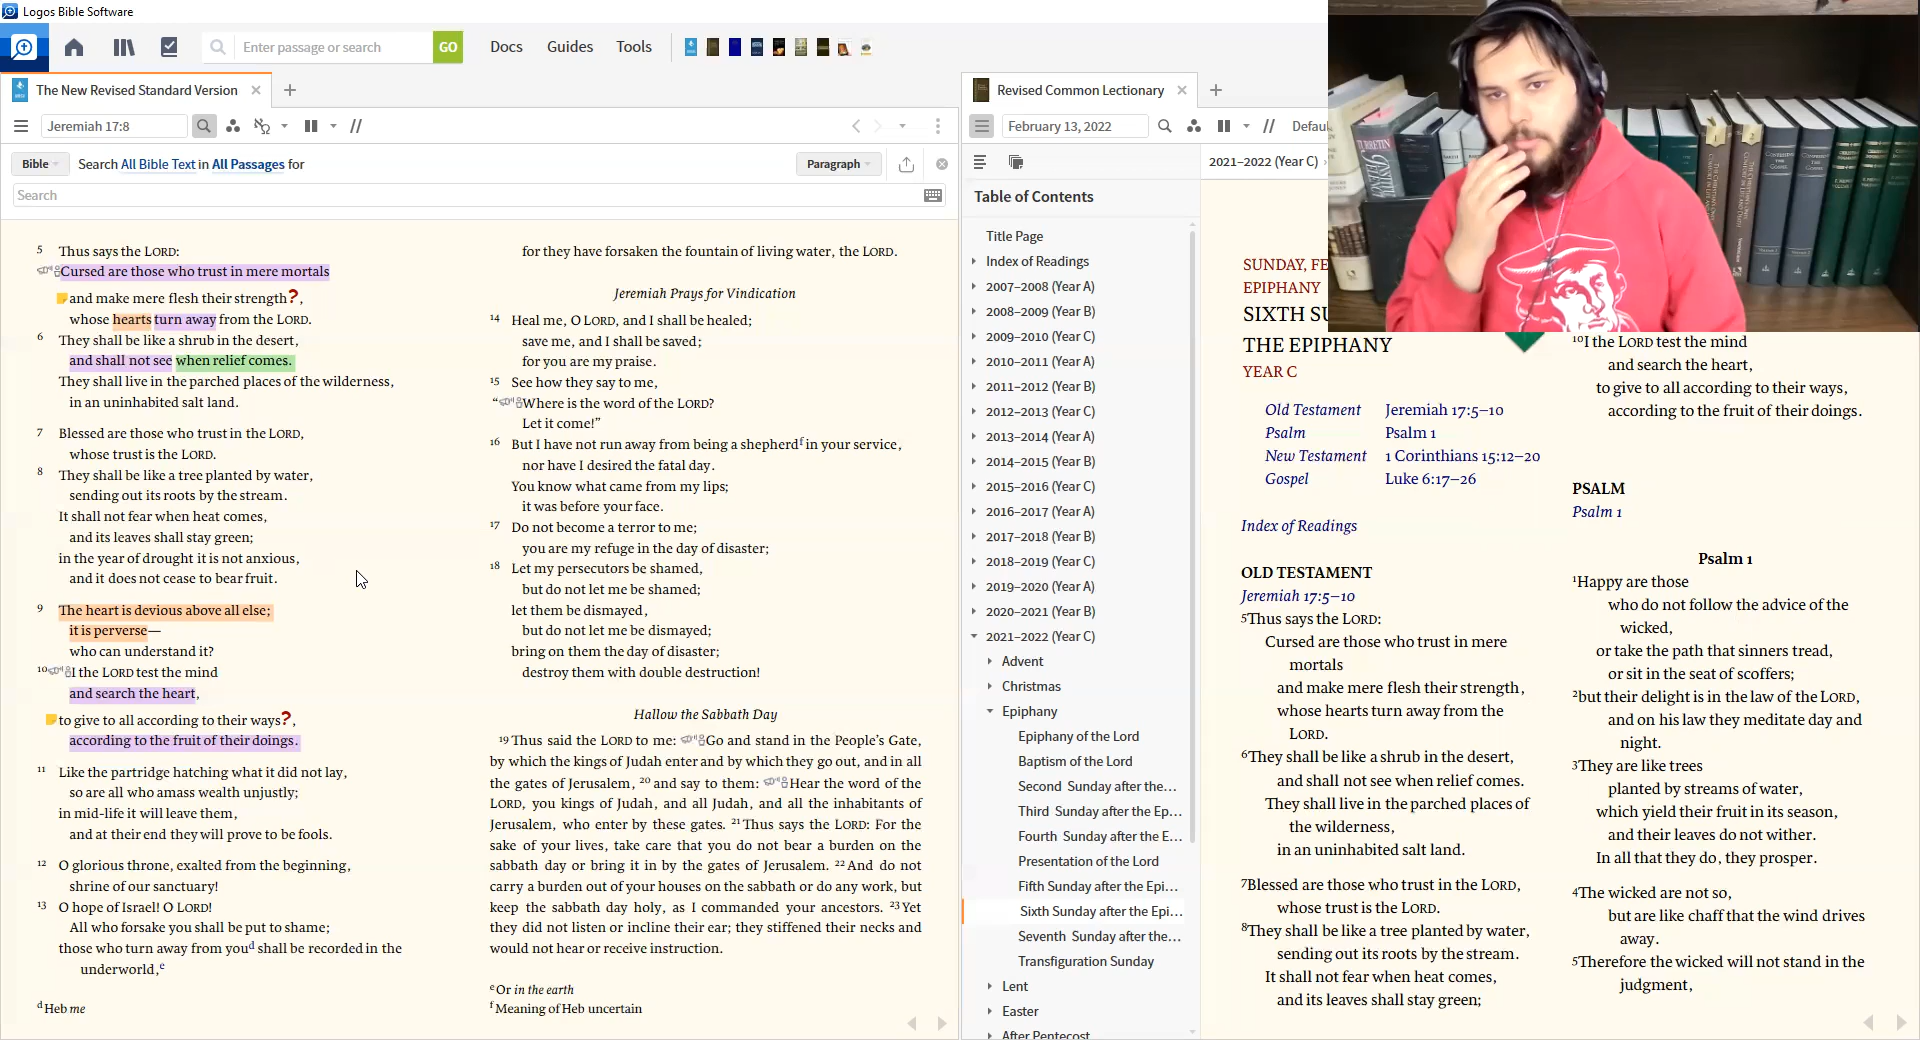 Logos Bible Software
Enter passage or search
GO
Docs
Guides
Tools
The New Revised Standard Version
Jeremiah 17:8
Bible
Search All Bible Text in All Passages for
Paragraph
Search
5 Thus says the LORD:
Cursed are those who trust in mere mortals
and make mere flesh their strength?,
whose hearts turn away from the LORD.
6 They shall be like a shrub in the desert,
and shall not see when relief comes.
They shall live in the parched places of the wilderness,
in an uninhabited salt land.
7 Blessed are those who trust in the LORD,
whose trust is the LORD.
8 They shall be like a tree planted by water,
sending out its roots by the stream.
It shall not fear when heat comes,
and its leaves shall stay green;
in the year of drought it is not anxious,
and it does not cease to bear fruit.
9 The heart is devious above all else;
it is perverse—
who can understand it?
10 I the LORD test the mind
and search the heart,
to give to all according to their ways?,
according to the fruit of their doings.
11 Like the partridge hatching what it did not lay,
so are all who amass wealth unjustly;
in mid-life it will leave them,
and at their end they will prove to be fools.
12 O glorious throne, exalted from the beginning,
shrine of our sanctuary!
13 O hope of Israel! O LORD!
All who forsake you shall be put to shame;
those who turn away from you d shall be recorded in the
underworld, e
d Heb me
for they have forsaken the fountain of living water, the LORD.
Jeremiah Prays for Vindication
14 Heal me, O LORD, and I shall be healed;
save me, and I shall be saved;
for you are my praise.
15 See how they say to me,
“Where is the word of the LORD?
Let it come!”
16 But I have not run away from being a shepherd f in your service,
nor have I desired the fatal day.
You know what came from my lips;
it was before your face.
17 Do not become a terror to me;
you are my refuge in the day of disaster;
18 Let my persecutors be shamed,
but do not let me be shamed;
let them be dismayed,
but do not let me be dismayed;
bring on them the day of disaster;
destroy them with double destruction!
Hallow the Sabbath Day
19 Thus said the LORD to me: Go and stand in the People’s Gate,
by which the kings of Judah enter and by which they go out, and in all
the gates of Jerusalem, 20 and say to them: Hear the word of the
LORD, you kings of Judah, and all Judah, and all the inhabitants of
Jerusalem, who enter by these gates. 21 Thus says the LORD: For the
sake of your lives, take care that you do not bear a burden on the
sabbath day or bring it in by the gates of Jerusalem. 22 And do not
carry a burden out of your houses on the sabbath or do any work, but
keep the sabbath day holy, as I commanded your ancestors. 23 Yet
they did not listen or incline their ear; they stiffened their necks and
would not hear or receive instruction.
e Or in the earth
f Meaning of Heb uncertain
Revised Common Lectionary
February 13, 2022
Defau
2021–2022 (Year C)
Table of Contents
Title Page
Index of Readings
2007–2008 (Year A)
2008–2009 (Year B)
2009–2010 (Year C)
2010–2011 (Year A)
2011–2012 (Year B)
2012–2013 (Year C)
2013–2014 (Year A)
2014–2015 (Year B)
2015–2016 (Year C)
2016–2017 (Year A)
2017–2018 (Year B)
2018–2019 (Year C)
2019–2020 (Year A)
2020–2021 (Year B)
2021–2022 (Year C)
Advent
Christmas
Epiphany
Epiphany of the Lord
Baptism of the Lord
Second Sunday after the...
Third Sunday after the Ep...
Fourth Sunday after the E...
Presentation of the Lord
Fifth Sunday after the Epi...
Sixth Sunday after the Epi...
Seventh Sunday after the...
Transfiguration Sunday
Lent
Easter
After Pentecost
SUNDAY, FE
EPIPHANY
SIXTH SU
THE EPIPHANY
YEAR C
Old Testament Jeremiah 17:5–10
Psalm Psalm 1
New Testament 1 Corinthians 15:12–20
Gospel Luke 6:17–26
Index of Readings
OLD TESTAMENT
Jeremiah 17:5–10
5Thus says the LORD:
Cursed are those who trust in mere
mortals
and make mere flesh their strength,
whose hearts turn away from the
LORD.
6They shall be like a shrub in the desert,
and shall not see when relief comes.
They shall live in the parched places of
the wilderness,
in an uninhabited salt land.
7Blessed are those who trust in the LORD,
whose trust is the LORD.
8They shall be like a tree planted by water,
sending out its roots by the stream.
It shall not fear when heat comes,
and its leaves shall stay green;
10I the LORD test the mind
and search the heart,
to give to all according to their ways,
according to the fruit of their doings.
PSALM
Psalm 1
Psalm 1
1Happy are those
who do not follow the advice of the
wicked,
or take the path that sinners tread,
or sit in the seat of scoffers;
2but their delight is in the law of the LORD,
and on his law they meditate day and
night.
3They are like trees
planted by streams of water,
which yield their fruit in its season,
and their leaves do not wither.
In all that they do, they prosper.
4The wicked are not so,
but are like chaff that the wind drives
away.
5Therefore the wicked will not stand in the
judgment,
TURRETIN